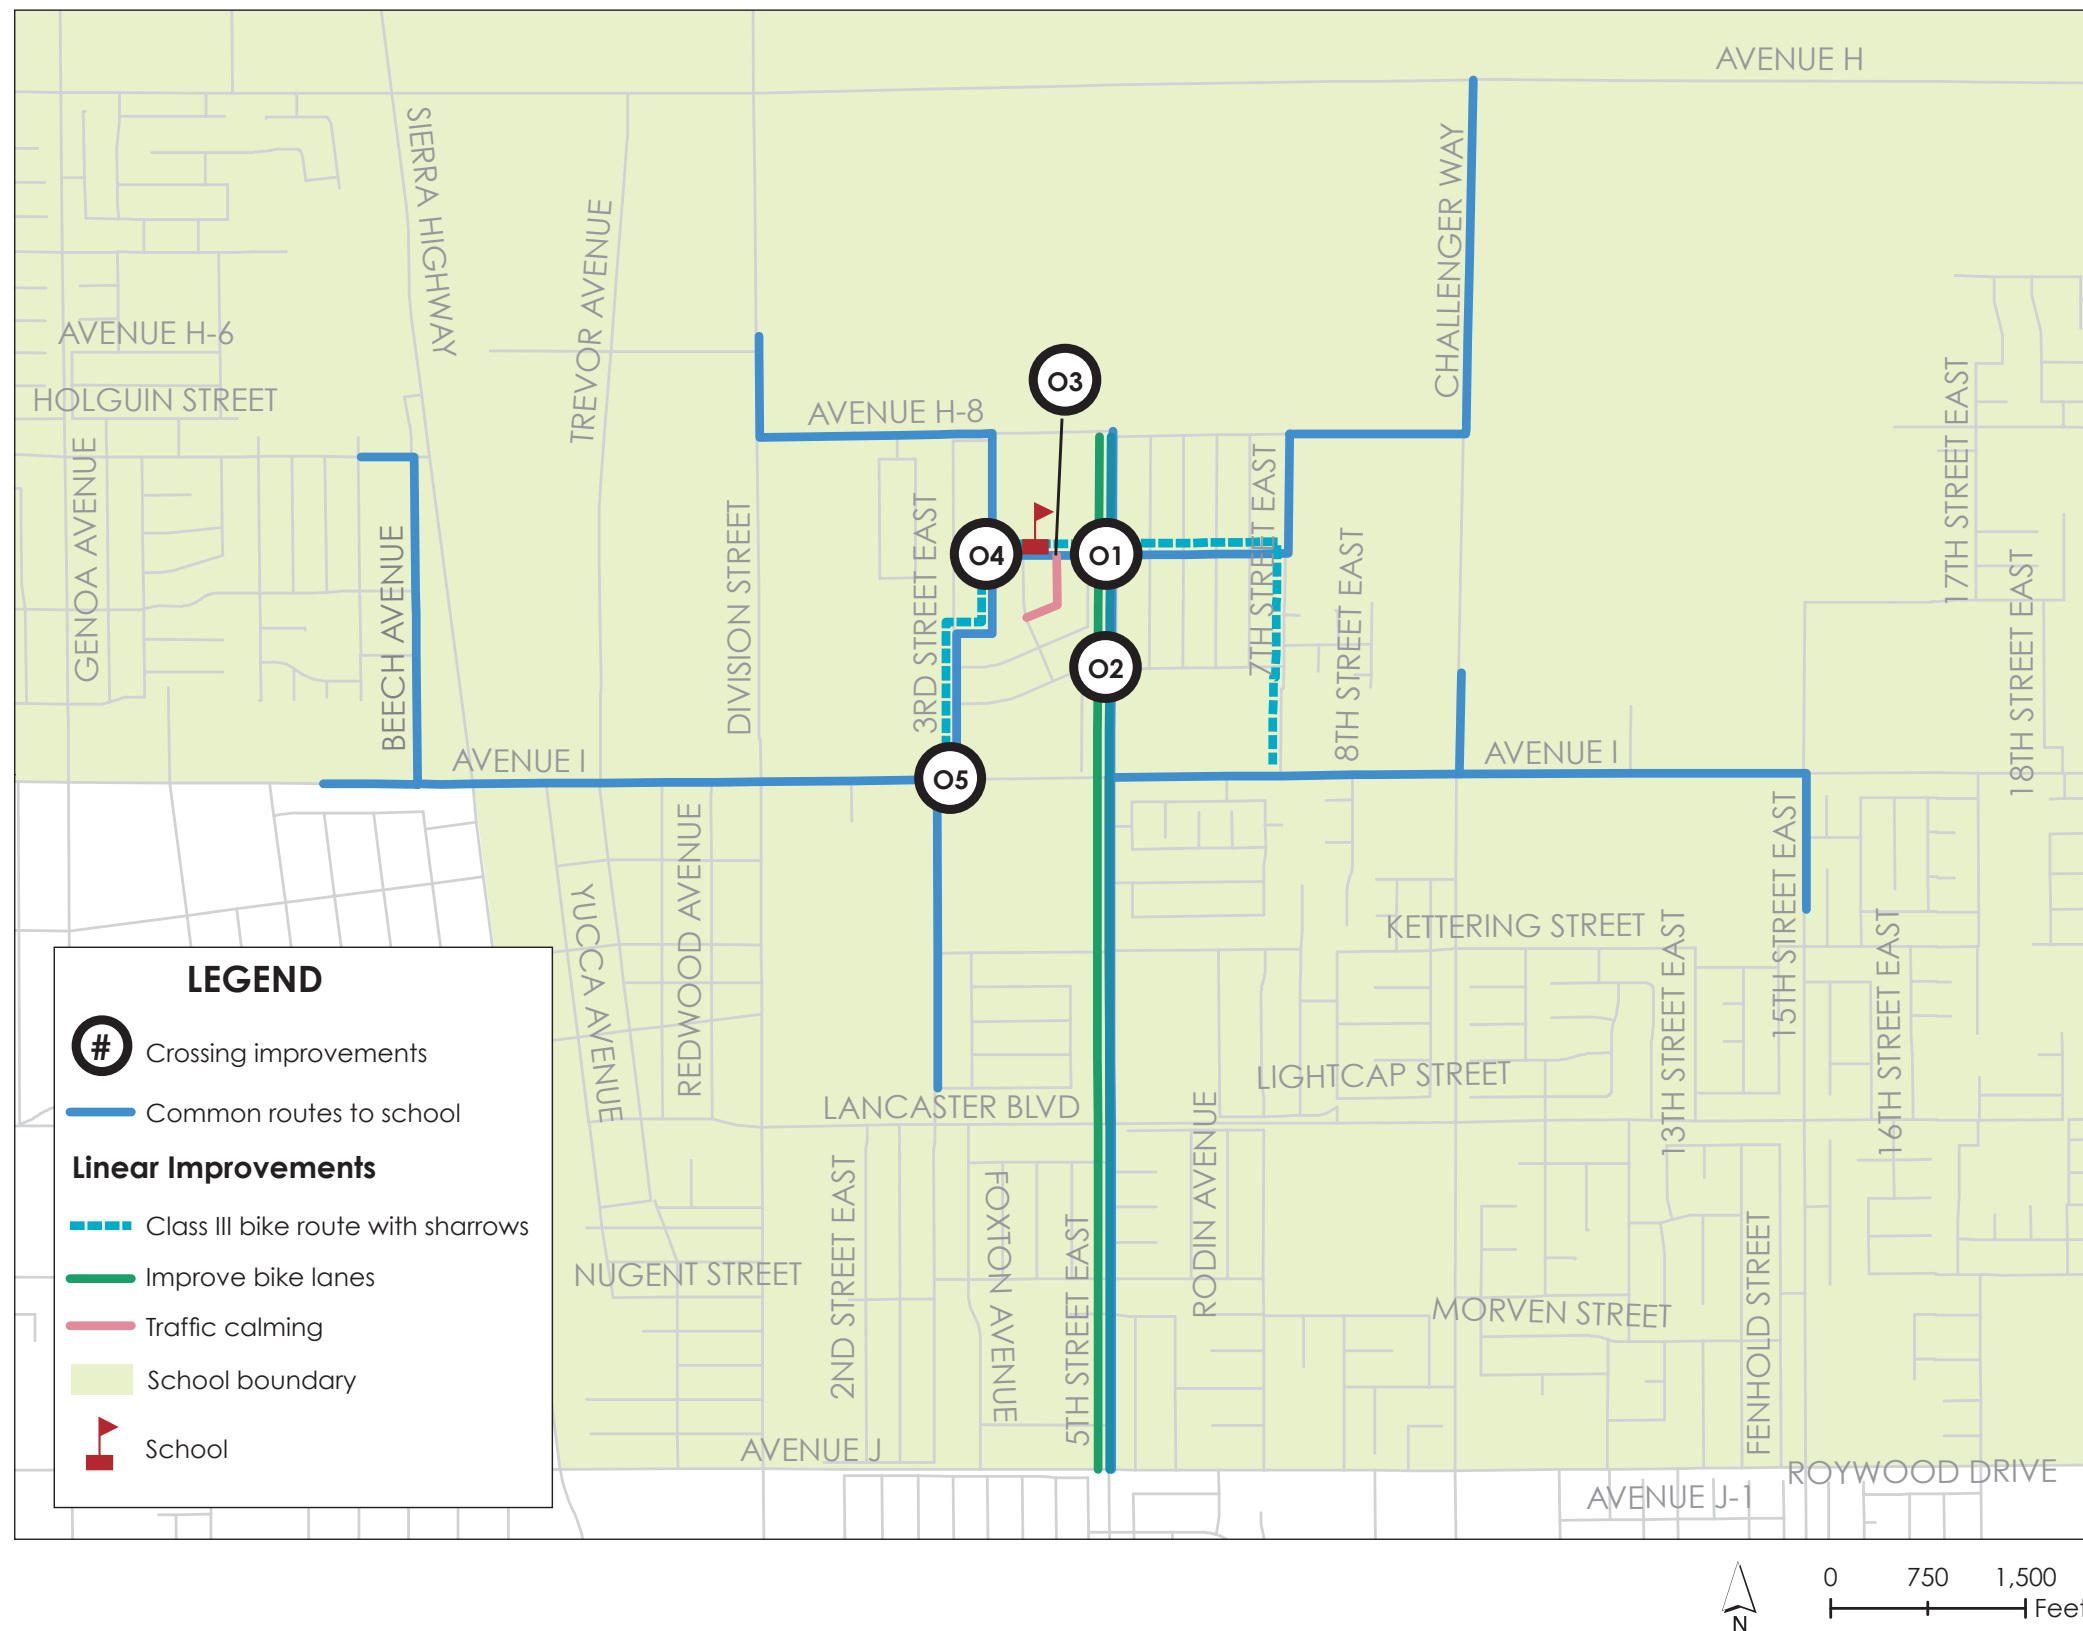 AVENUE H
SIERRA HIGHWAY
TREVOR AVENUE
CHALLENGER WAY
AVENUE H-6
HOLGUIN STREET
AVENUE H-8
03
17TH STREET EAST
GENOA AVENUE
BEECH AVENUE
DIVISION STREET
3RD STREET EAST
04
01
7TH STREET EAST
8TH STREET EAST
18TH STREET EAST
02
AVENUE I
05
AVENUE I
YUCCA AVENUE
REDWOOD AVENUE
15TH STREET EAST
KETTERING STREET
13TH STREET EAST
16TH STREET EAST
LIGHTCAP STREET
LANCASTER BLVD
2ND STREET EAST
FOXTON AVENUE
5TH STREET EAST
RODIN AVENUE
NUGENT STREET
MORVEN STREET
FENHOLD STREET
AVENUE J
ROYWOOD DRIVE
AVENUE J-1
LEGEND
# Crossing improvements
Common routes to school
Linear Improvements
Class III bike route with sharrows
Improve bike lanes
Traffic calming
School boundary
School
N
0 750 1,500
Feet